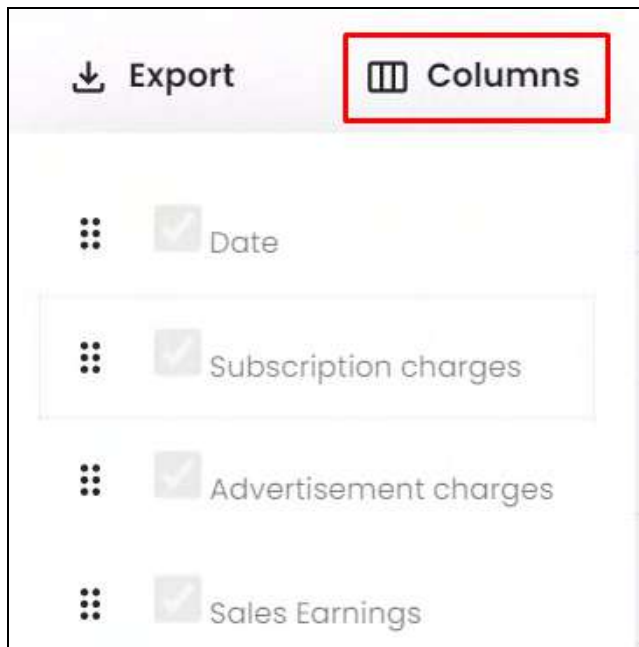 Export Columns
Date
Subscription charges
Advertisement charges
Sales Earnings